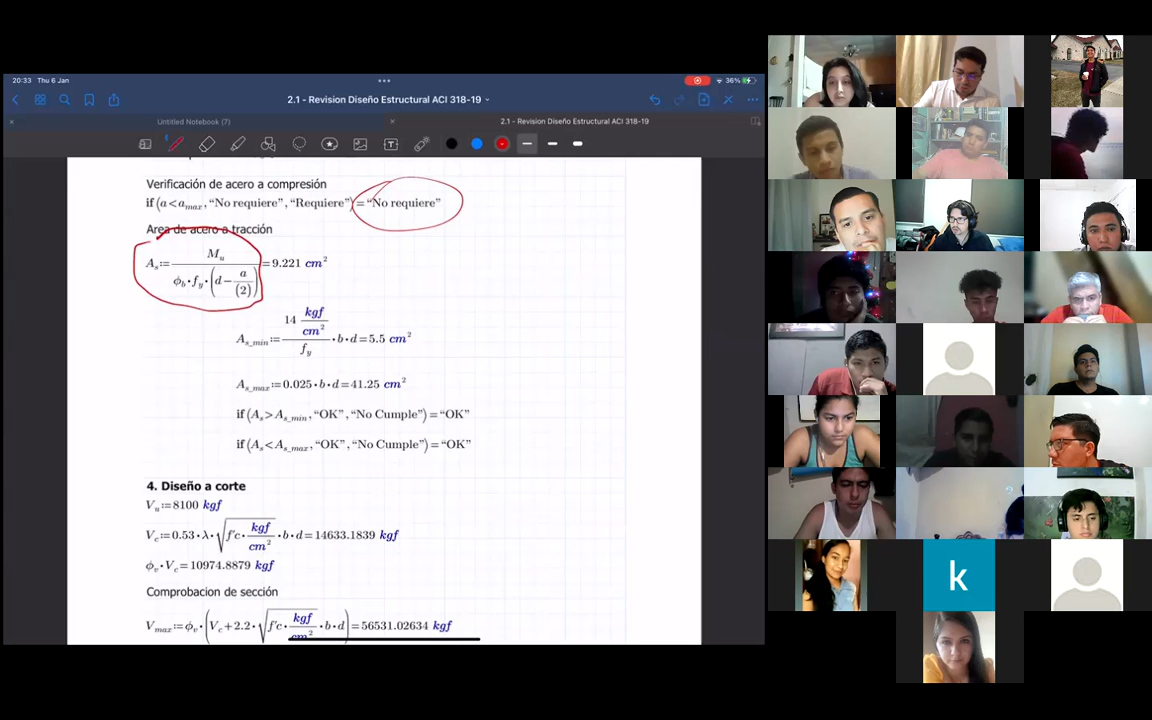 20:33 Thu 6 Jan
36%
2.1 - Revision Diseño Estructural ACI 318-19
Untitled Notebook (7)
2.1 - Revision Diseño Estructural ACI 318-19
Verificación de acero a compresión
if (a<a_max, “No requiere”, “Requiere”) = “No requiere”
Area de acero a tracción
A_s := M_u / (ϕ_b • f_y • (d − a/(2))) = 9.221 cm²
A_s_min := (14 kgf/cm²) / f_y • b • d = 5.5 cm²
A_s_max := 0.025 • b • d = 41.25 cm²
if (A_s > A_s_min, “OK”, “No Cumple”) = “OK”
if (A_s < A_s_max, “OK”, “No Cumple”) = “OK”
4. Diseño a corte
V_u := 8100 kgf
V_c := 0.53 • λ • √(f'c • kgf/cm²) • b • d = 14633.1839 kgf
ϕ_v • V_c = 10974.8879 kgf
Comprobacion de sección
V_max := ϕ_v • (V_c + 2.2 • √(f'c • kgf/cm²) • b • d) = 56531.02634 kgf
k